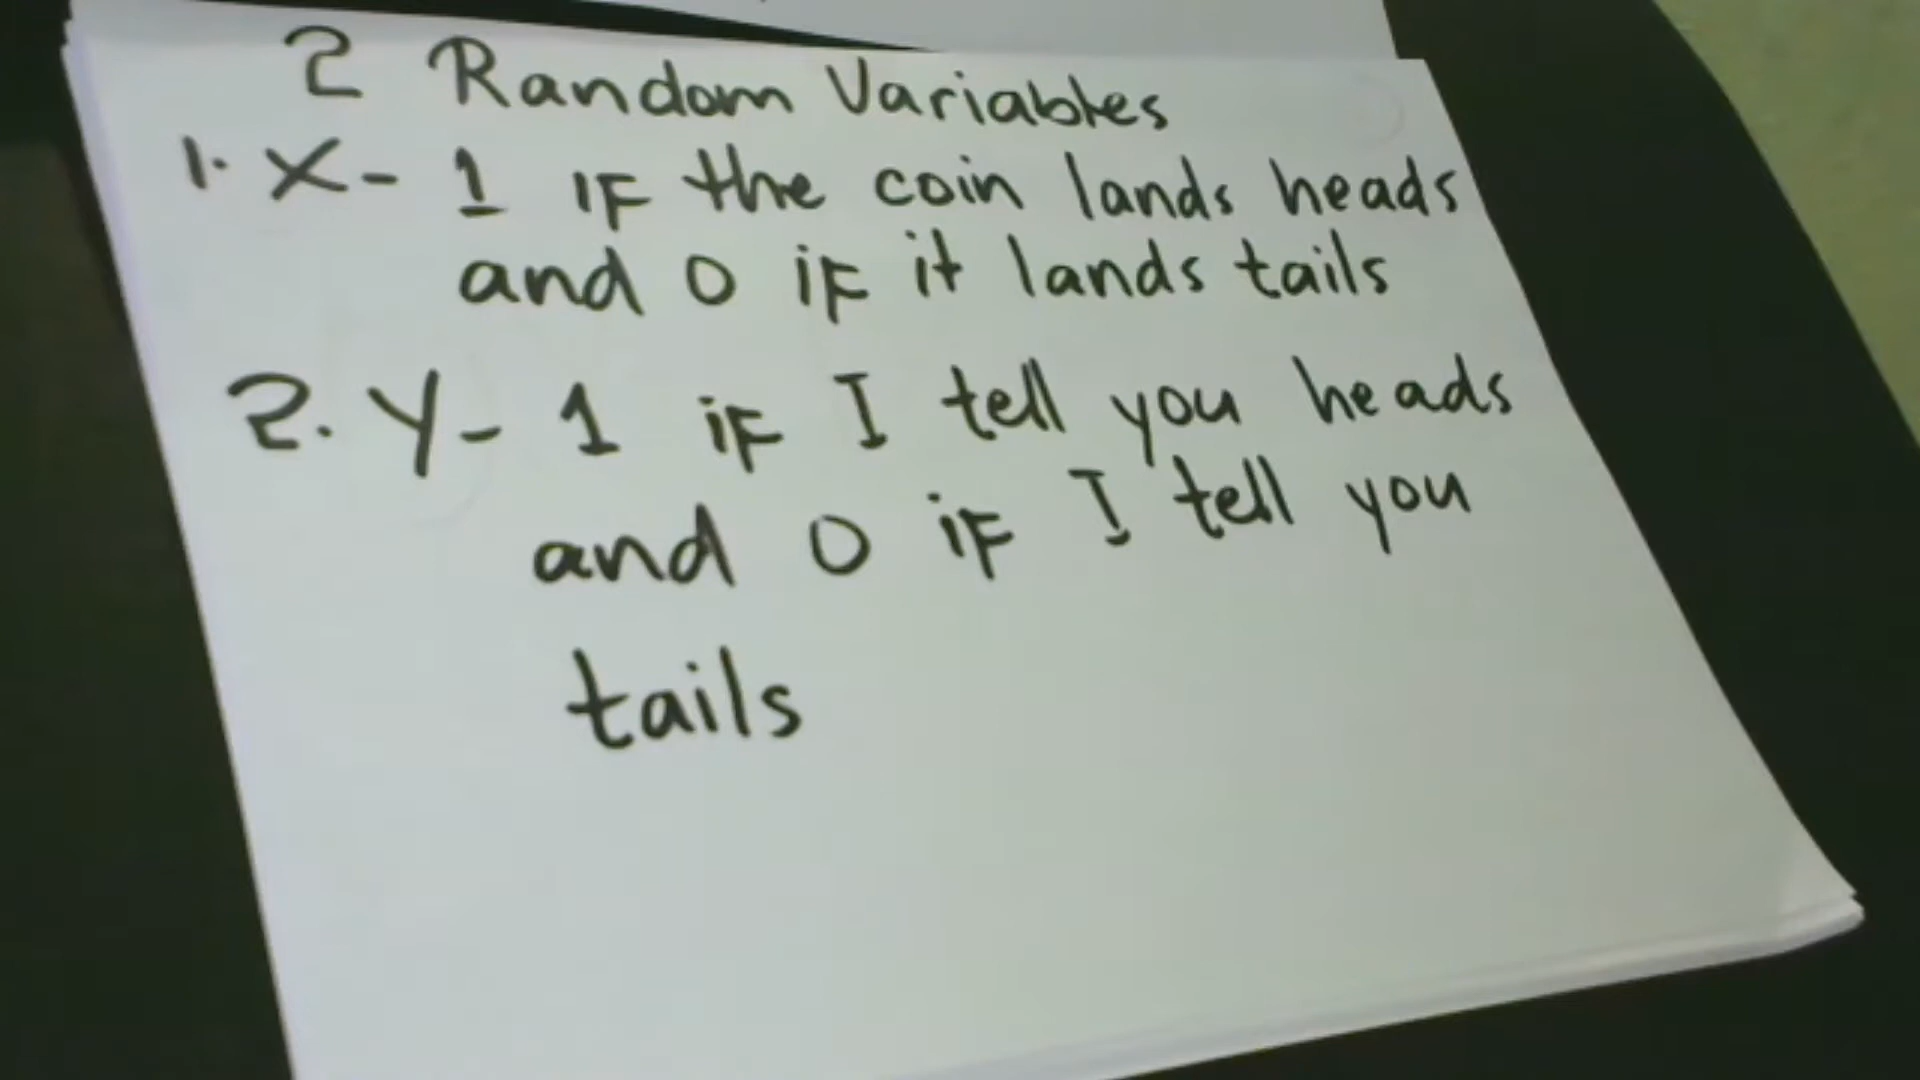 2 Random Variables
1. X - 1 if the coin lands heads
and 0 if it lands tails
2. Y - 1 if I tell you heads
and 0 if I tell you
tails